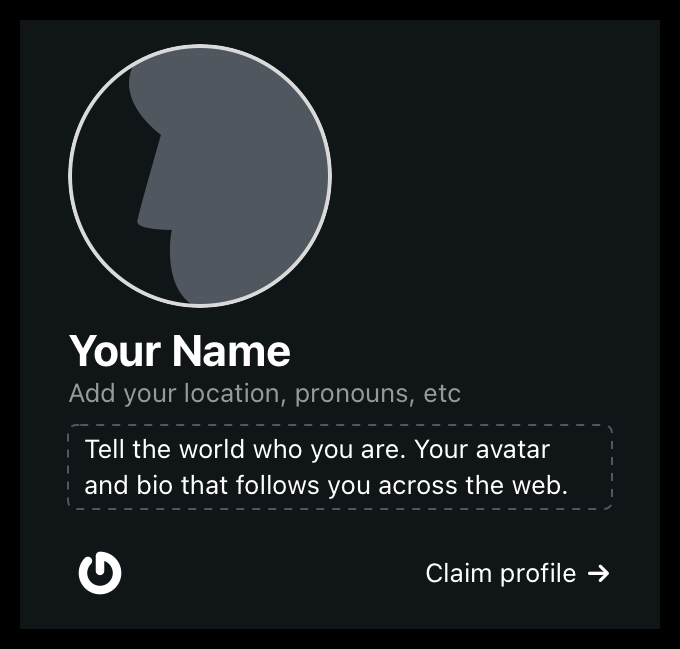 Your Name
Add your location, pronouns, etc
Tell the world who you are. Your avatar
and bio that follows you across the web.
Claim profile →